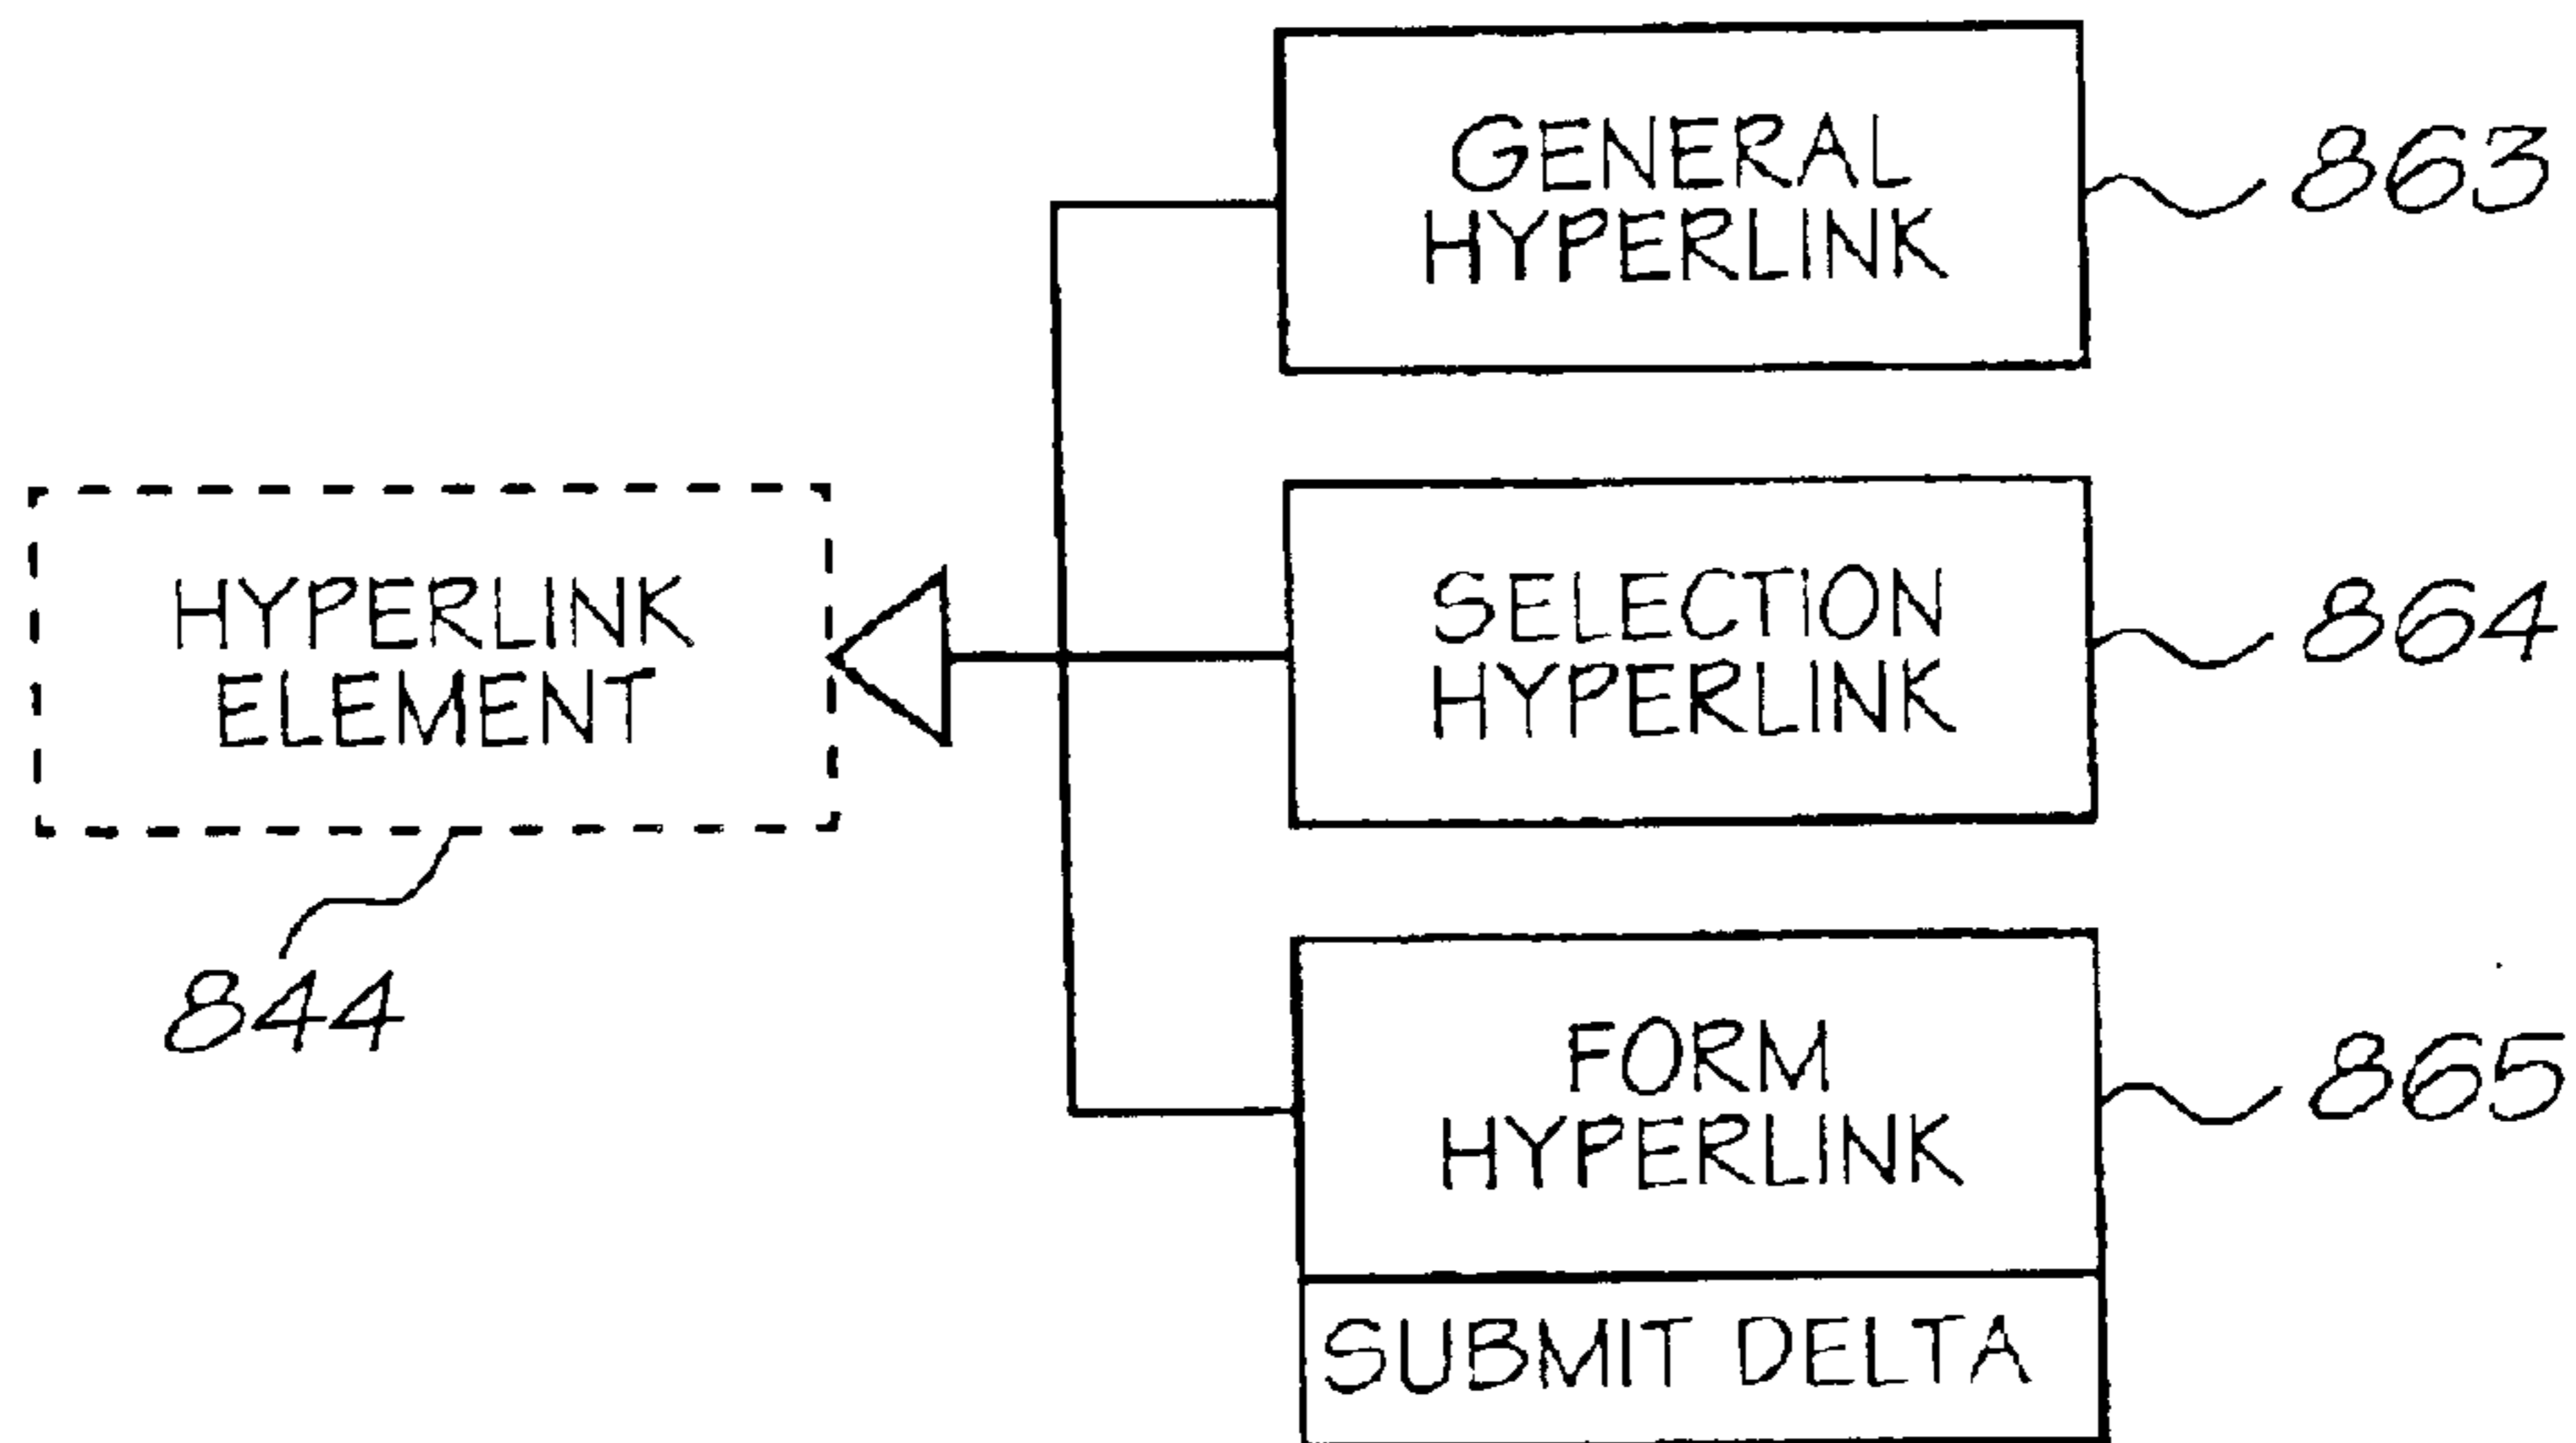 GENERAL
HYPERLINK
863
HYPERLINK
ELEMENT
844
SELECTION
HYPERLINK
864
FORM
HYPERLINK
865
SUBMIT DELTA